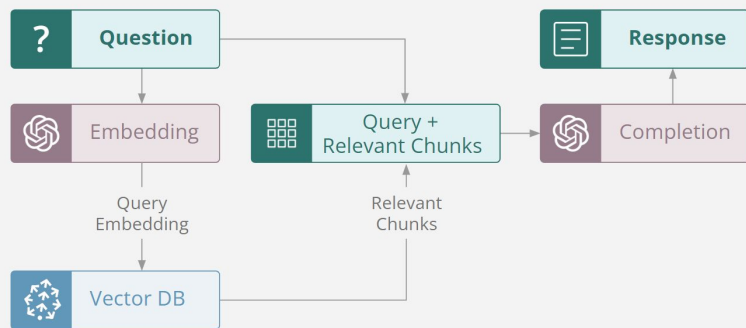 ?
Question
Response
Embedding
Query +
Relevant Chunks
Completion
Query
Embedding
Relevant
Chunks
Vector DB